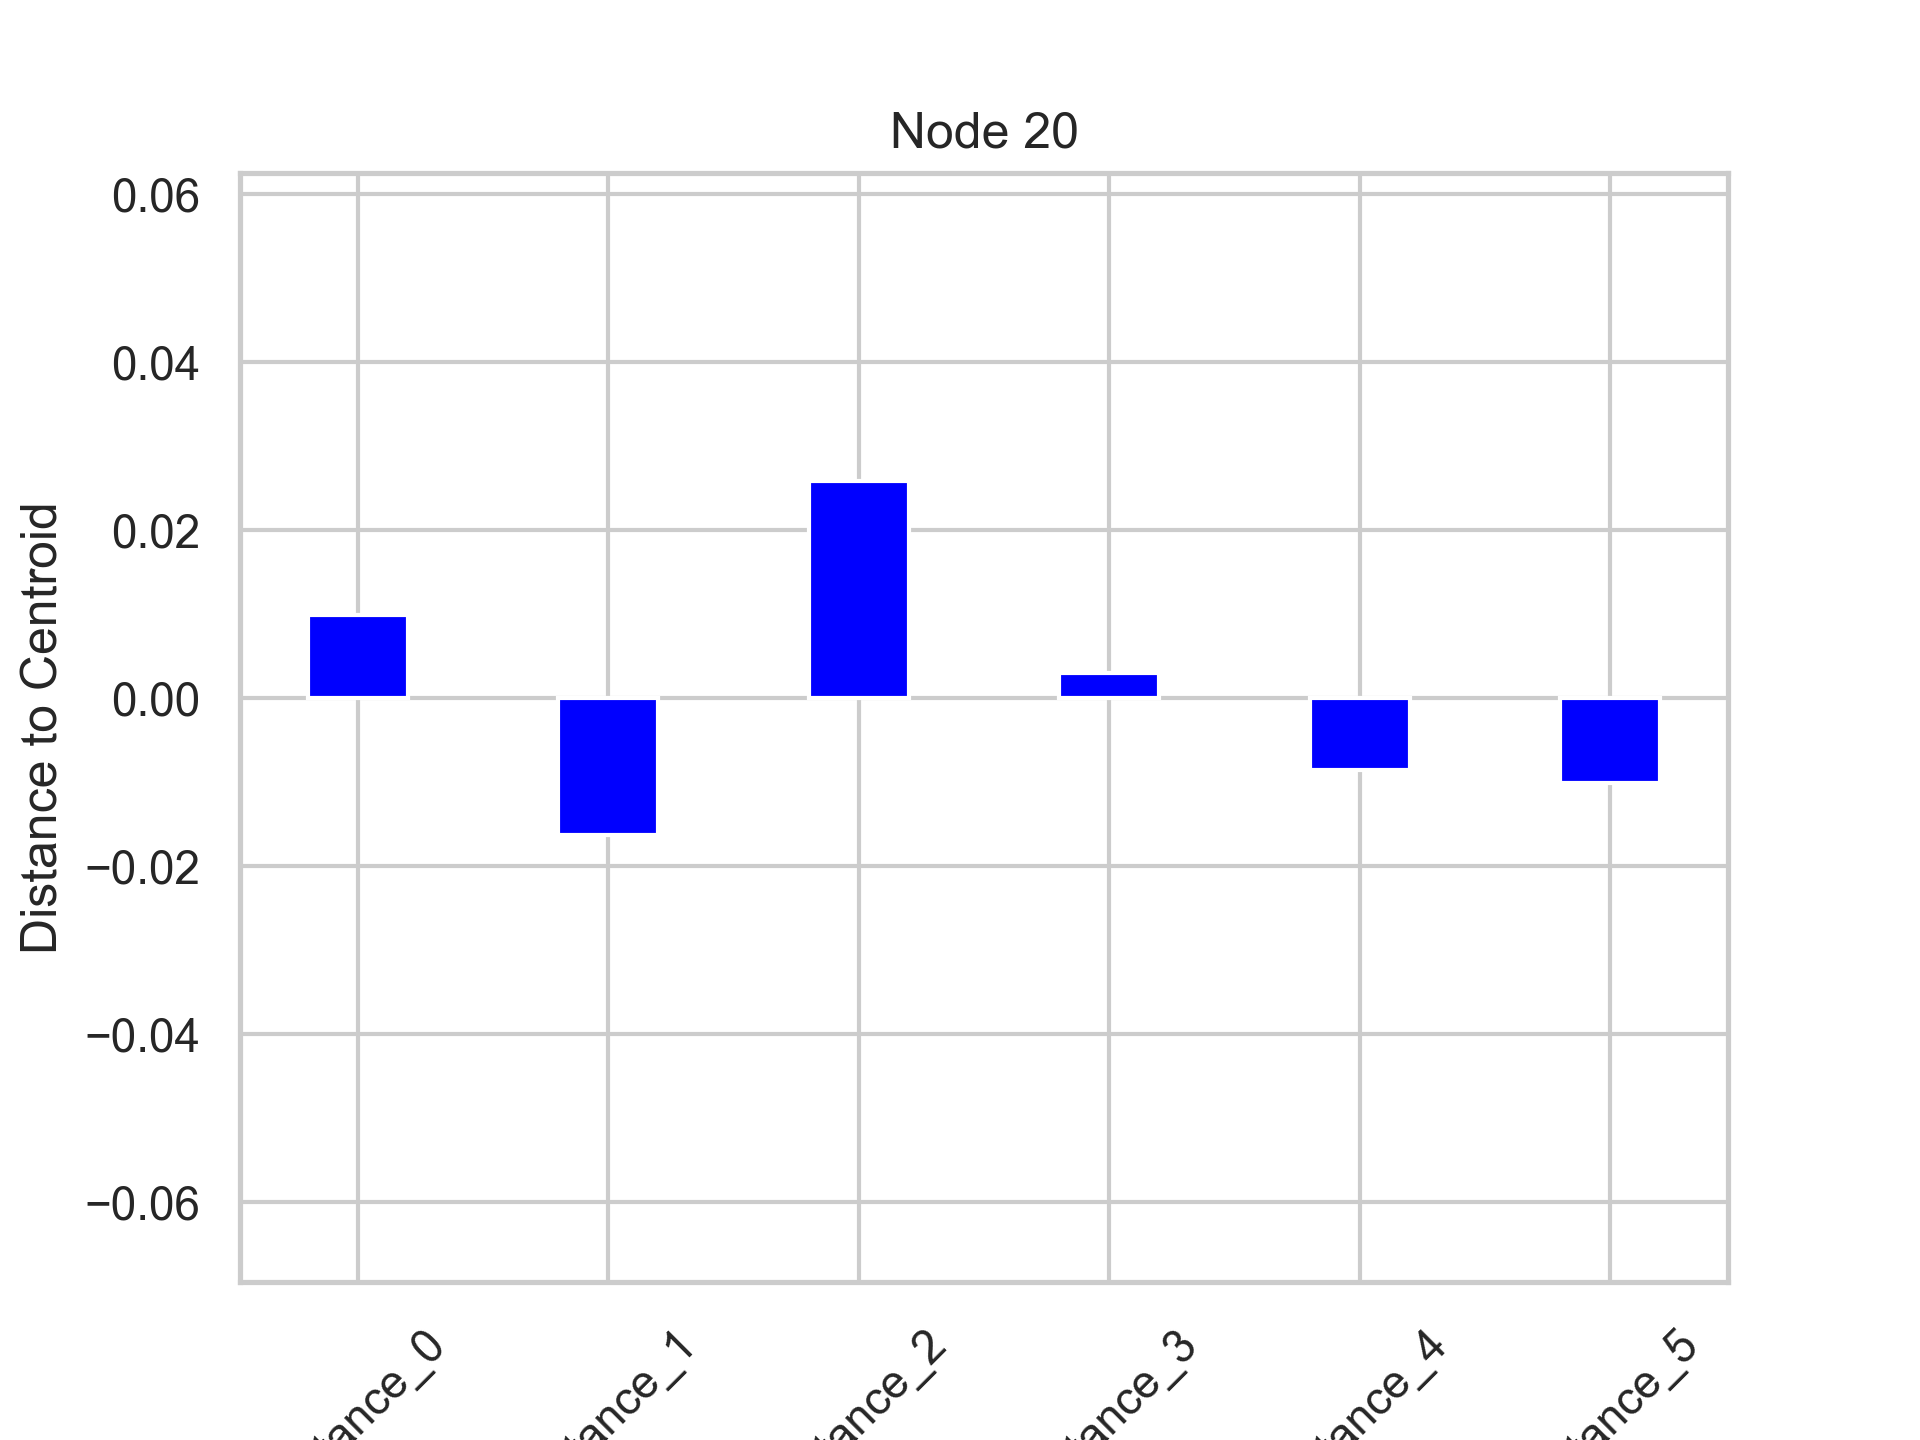 Node 20
0.06
0.04
0.02
0.00
−0.02
−0.04
−0.06
Distance to Centroid
tance_0
tance_1
tance_2
tance_3
tance_4
tance_5